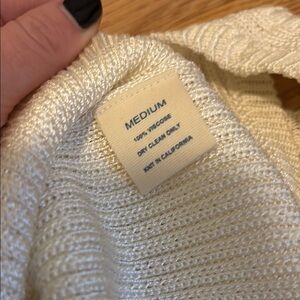 MEDIUM
100% VISCOSE
DRY CLEAN ONLY
KNIT IN CALIFORNIA